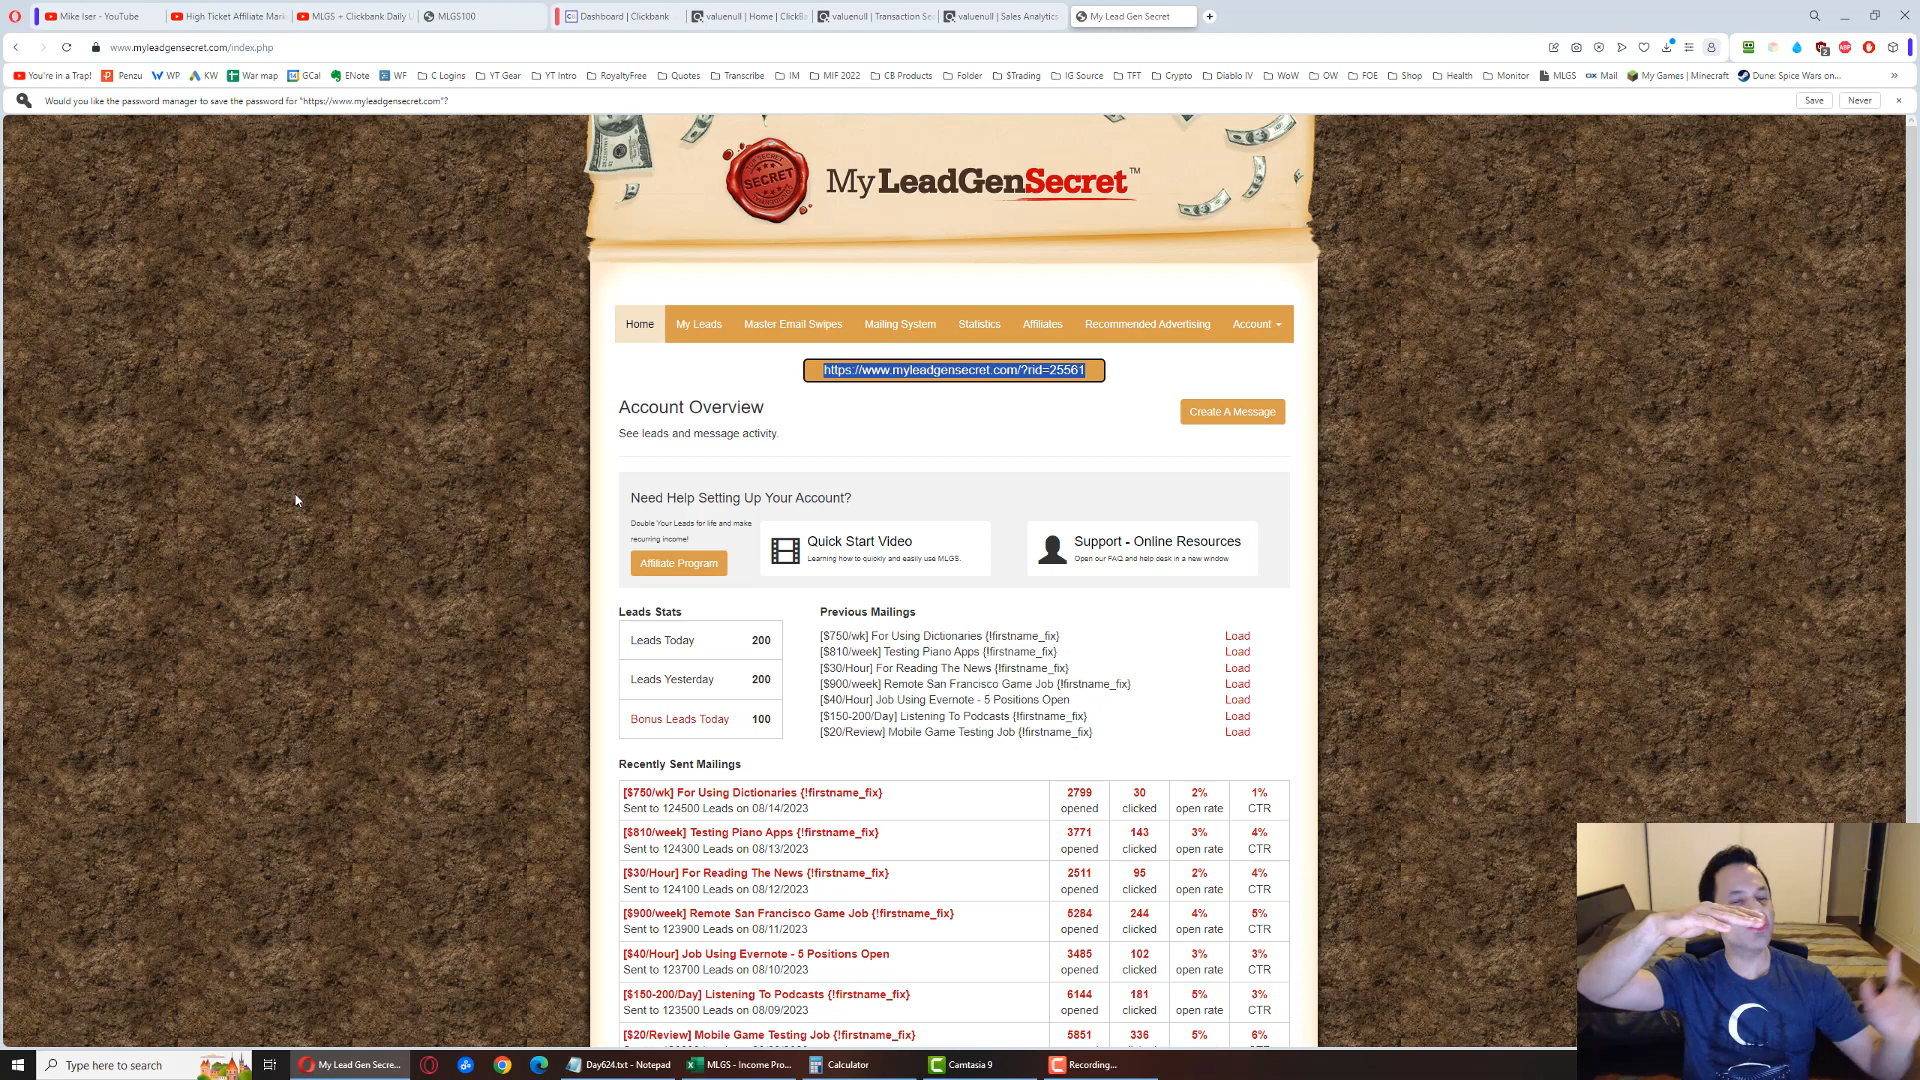 Mike Iser - YouTube
High Ticket Affiliate Mark
MLGS + Clickbank Daily U
MLGS100
Dashboard | Clickbank
valuenull | Home | ClickBa
valuenull | Transaction Sea
valuenull | Sales Analytics
My Lead Gen Secret
www.myleadgensecret.com/index.php
You're in a Trap!
Penzu
WP
KW
War map
GCal
ENote
WF
C Logins
YT Gear
YT Intro
RoyaltyFree
Quotes
Transcribe
IM
MIF 2022
CB Products
Folder
$Trading
IG Source
TFT
Crypto
Diablo IV
WoW
OW
FOE
Shop
Health
Monitor
MLGS
Mail
My Games | Minecraft
Dune: Spice Wars on...
Would you like the password manager to save the password for "https://www.myleadgensecret.com"?
Save
Never
SECRET
My LeadGenSecret™
Home
My Leads
Master Email Swipes
Mailing System
Statistics
Affiliates
Recommended Advertising
Account
https://www.myleadgensecret.com/?rid=25561
Account Overview
Create A Message
See leads and message activity.
Need Help Setting Up Your Account?
Double Your Leads for life and make
recurring income!
Affiliate Program
Quick Start Video
Learning how to quickly and easily use MLGS.
Support - Online Resources
Open our FAQ and help desk in a new window
Leads Stats
Leads Today 200
Leads Yesterday 200
Bonus Leads Today 100
Previous Mailings
[$750/wk] For Using Dictionaries {!firstname_fix} Load
[$810/week] Testing Piano Apps {!firstname_fix} Load
[$30/Hour] For Reading The News {!firstname_fix} Load
[$900/week] Remote San Francisco Game Job {!firstname_fix} Load
[$40/Hour] Job Using Evernote - 5 Positions Open Load
[$150-200/Day] Listening To Podcasts {!firstname_fix} Load
[$20/Review] Mobile Game Testing Job {!firstname_fix} Load
Recently Sent Mailings
[$750/wk] For Using Dictionaries {!firstname_fix} 2799 30 2% 1%
Sent to 124500 Leads on 08/14/2023 opened clicked open rate CTR
[$810/week] Testing Piano Apps {!firstname_fix} 3771 143 3% 4%
Sent to 124300 Leads on 08/13/2023 opened clicked open rate CTR
[$30/Hour] For Reading The News {!firstname_fix} 2511 95 2% 4%
Sent to 124100 Leads on 08/12/2023 opened clicked open rate CTR
[$900/week] Remote San Francisco Game Job {!firstname_fix} 5284 244 4% 5%
Sent to 123900 Leads on 08/11/2023 opened clicked open rate CTR
[$40/Hour] Job Using Evernote - 5 Positions Open 3485 102 3% 3%
Sent to 123700 Leads on 08/10/2023 opened clicked open rate CTR
[$150-200/Day] Listening To Podcasts {!firstname_fix} 6144 181 5% 3%
Sent to 123500 Leads on 08/09/2023 opened clicked open rate CTR
[$20/Review] Mobile Game Testing Job {!firstname_fix} 5851 336 5% 6%
Type here to search
My Lead Gen Secre...
Day624.txt - Notepad
MLGS - Income Pro...
Calculator
Camtasia 9
Recording...